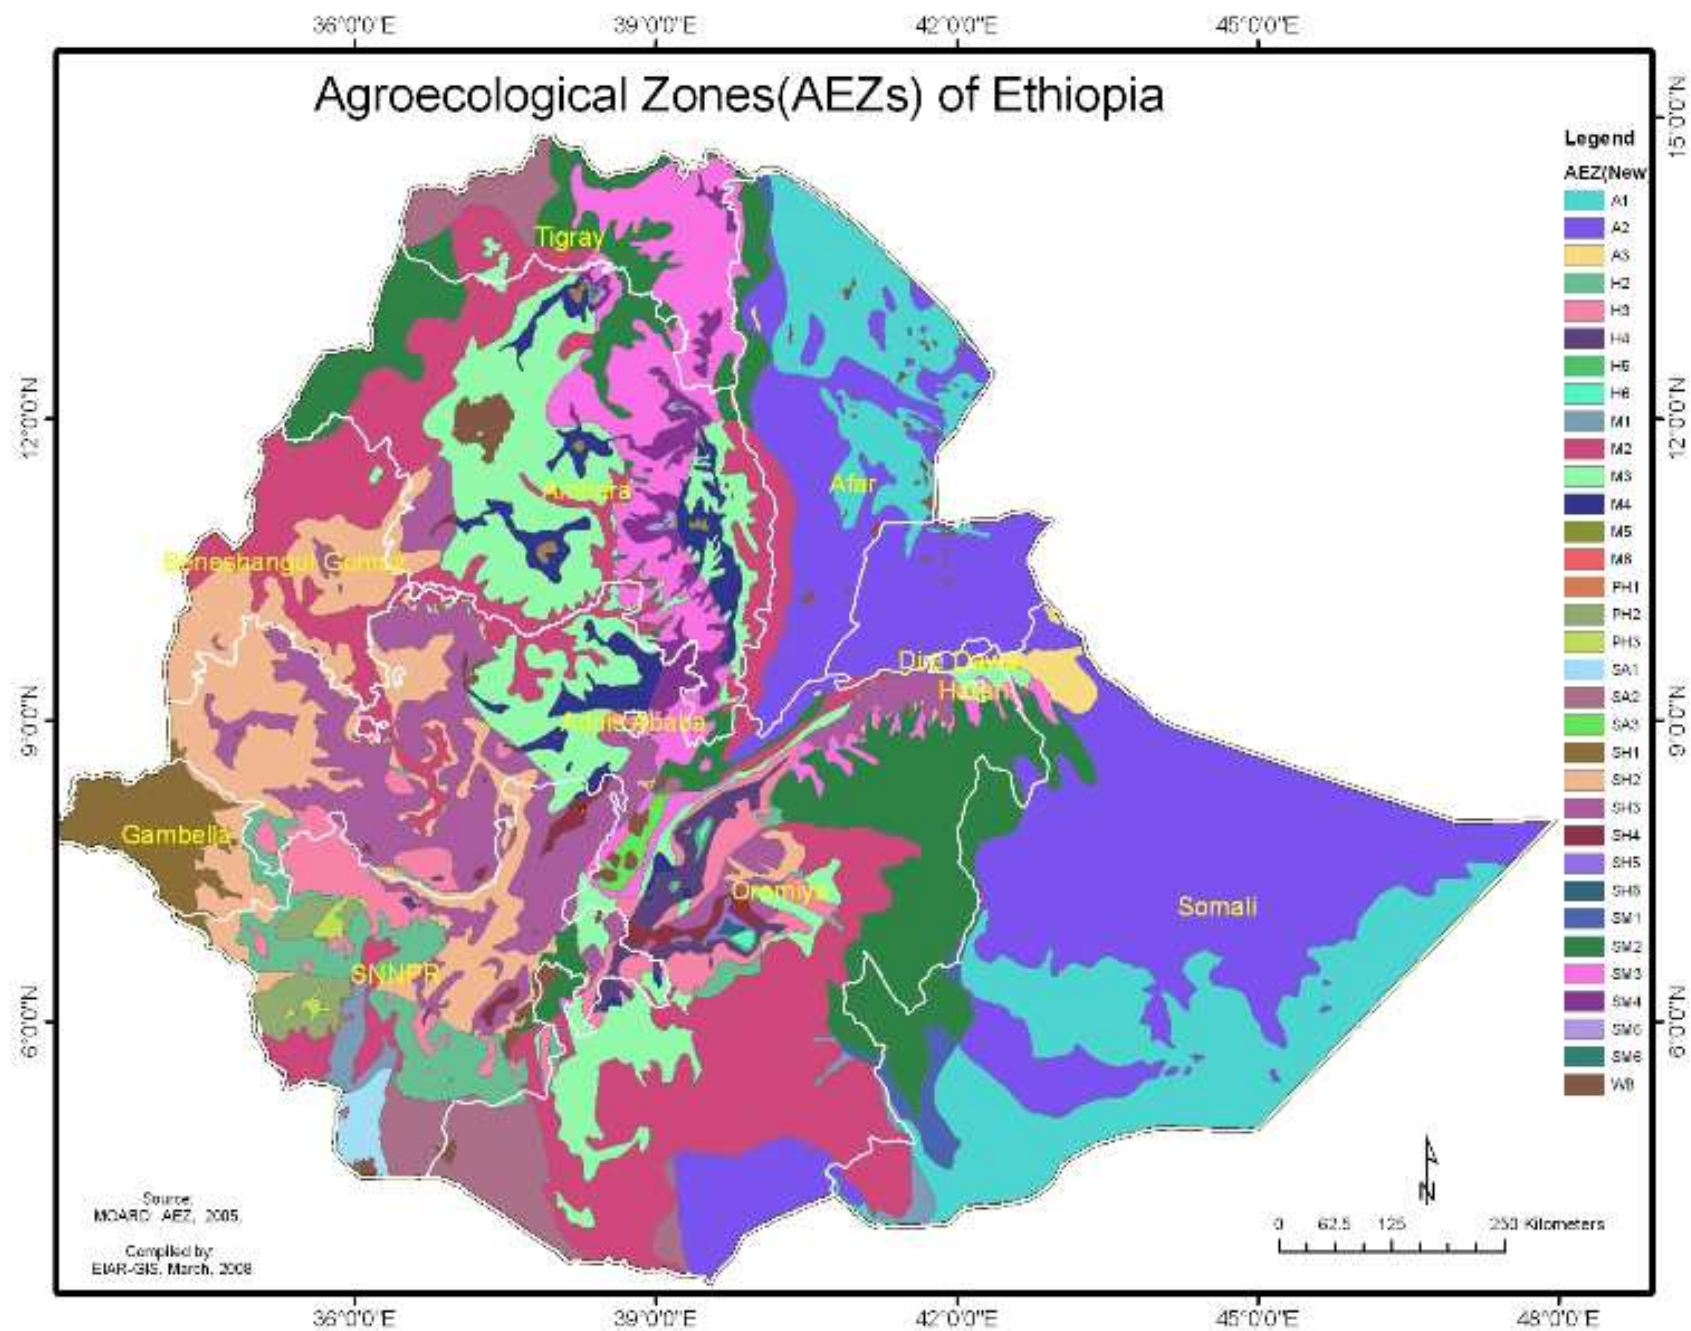 36°0'0"E 39°0'0"E 42°0'0"E 45°0'0"E
Agroecological Zones(AEZs) of Ethiopia
15°0'0"N
12°0'0"N
9°0'0"N
6°0'0"N
12°0'0"N
9°0'0"N
6°0'0"N
Legend
AEZ(New
A1
A2
A3
H2
H3
H4
H5
H6
M1
M2
M3
M4
M5
M6
PH1
PH2
PH3
SA1
SA2
SA3
SH1
SH2
SH3
SH4
SH5
SH6
SM1
SM2
SM3
SM4
SM5
SM6
WB
Tigray
Afar
Amhara
Beneshangul Gumuz
Dire Dawa
Harari
Addis Ababa
Gambella
Oromiya
Somali
SNNPR
N
0 62.5 125 250 Kilometers
Source:
MOARD AEZ, 2005,
Compiled by:
EIAR-GIS, March, 2008
36°0'0"E 39°0'0"E 42°0'0"E 45°0'0"E 48°0'0"E